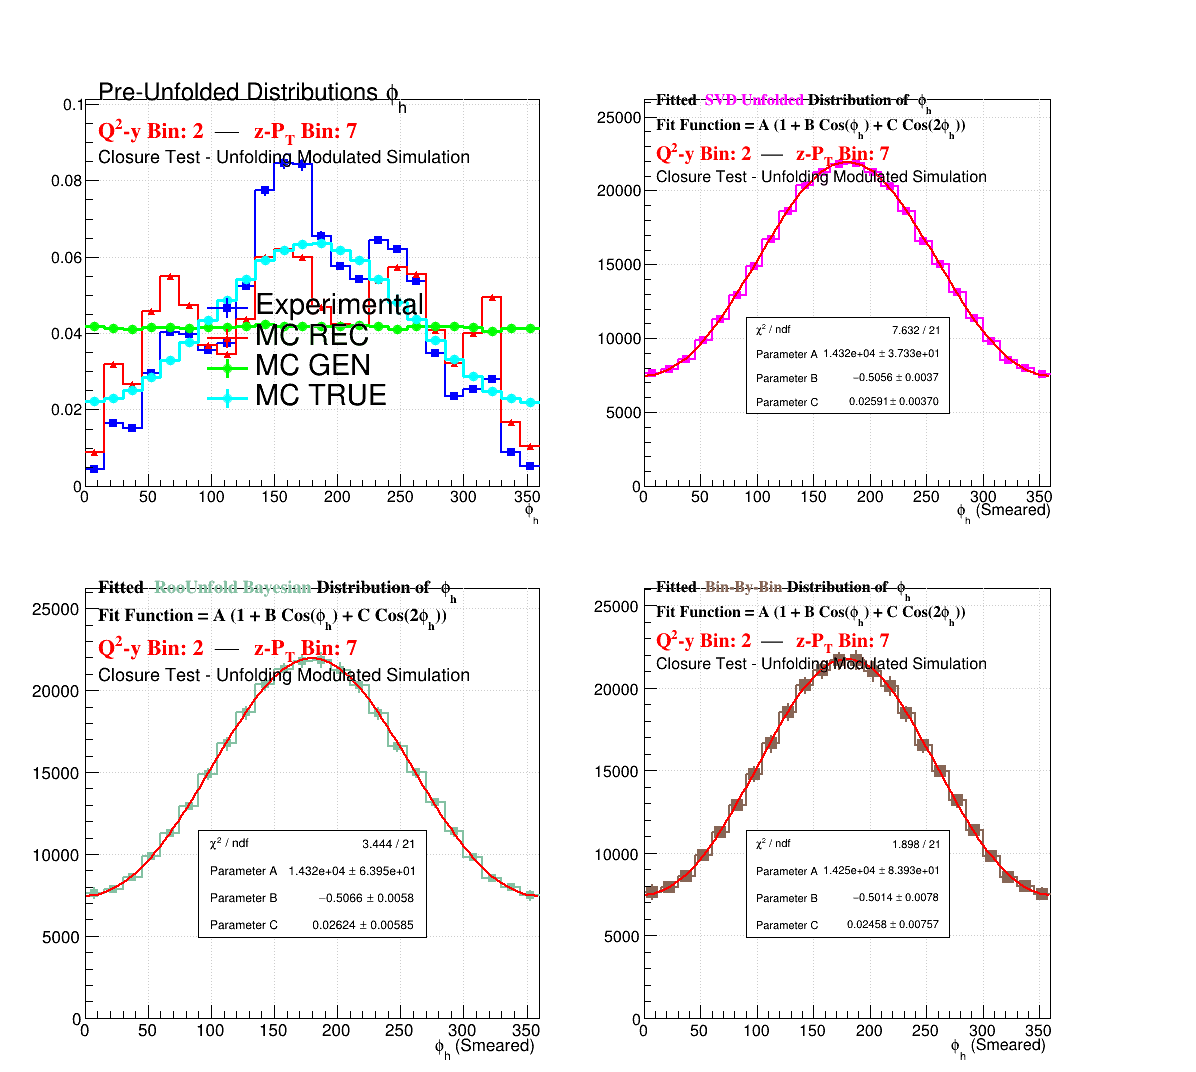 Pre-Unfolded Distributions ϕh
Q²-y Bin: 2 — z-PT Bin: 7
Closure Test - Unfolding Modulated Simulation
0.1
0.08
0.06
0.04
0.02
0
Experimental
MC REC
MC GEN
MC TRUE
0 50 100 150 200 250 300 350
ϕh
Fitted SVD Unfolded Distribution of ϕh
Fit Function = A (1 + B Cos(ϕh) + C Cos(2ϕh))
Q²-y Bin: 2 — z-PT Bin: 7
Closure Test - Unfolding Modulated Simulation
25000
20000
15000
10000
5000
0
χ² / ndf 7.632 / 21
Parameter A 1.432e+04 ± 3.733e+01
Parameter B −0.5056 ± 0.0037
Parameter C 0.02591 ± 0.00370
0 50 100 150 200 250 300 350
ϕh (Smeared)
Fitted RooUnfold Bayesian Distribution of ϕh
Fit Function = A (1 + B Cos(ϕh) + C Cos(2ϕh))
Q²-y Bin: 2 — z-PT Bin: 7
Closure Test - Unfolding Modulated Simulation
25000
20000
15000
10000
5000
0
χ² / ndf 3.444 / 21
Parameter A 1.432e+04 ± 6.395e+01
Parameter B −0.5066 ± 0.0058
Parameter C 0.02624 ± 0.00585
0 50 100 150 200 250 300 350
ϕh (Smeared)
Fitted Bin-By-Bin Distribution of ϕh
Fit Function = A (1 + B Cos(ϕh) + C Cos(2ϕh))
Q²-y Bin: 2 — z-PT Bin: 7
Closure Test - Unfolding Modulated Simulation
25000
20000
15000
10000
5000
0
χ² / ndf 1.898 / 21
Parameter A 1.425e+04 ± 8.393e+01
Parameter B −0.5014 ± 0.0078
Parameter C 0.02458 ± 0.00757
0 50 100 150 200 250 300 350
ϕh (Smeared)